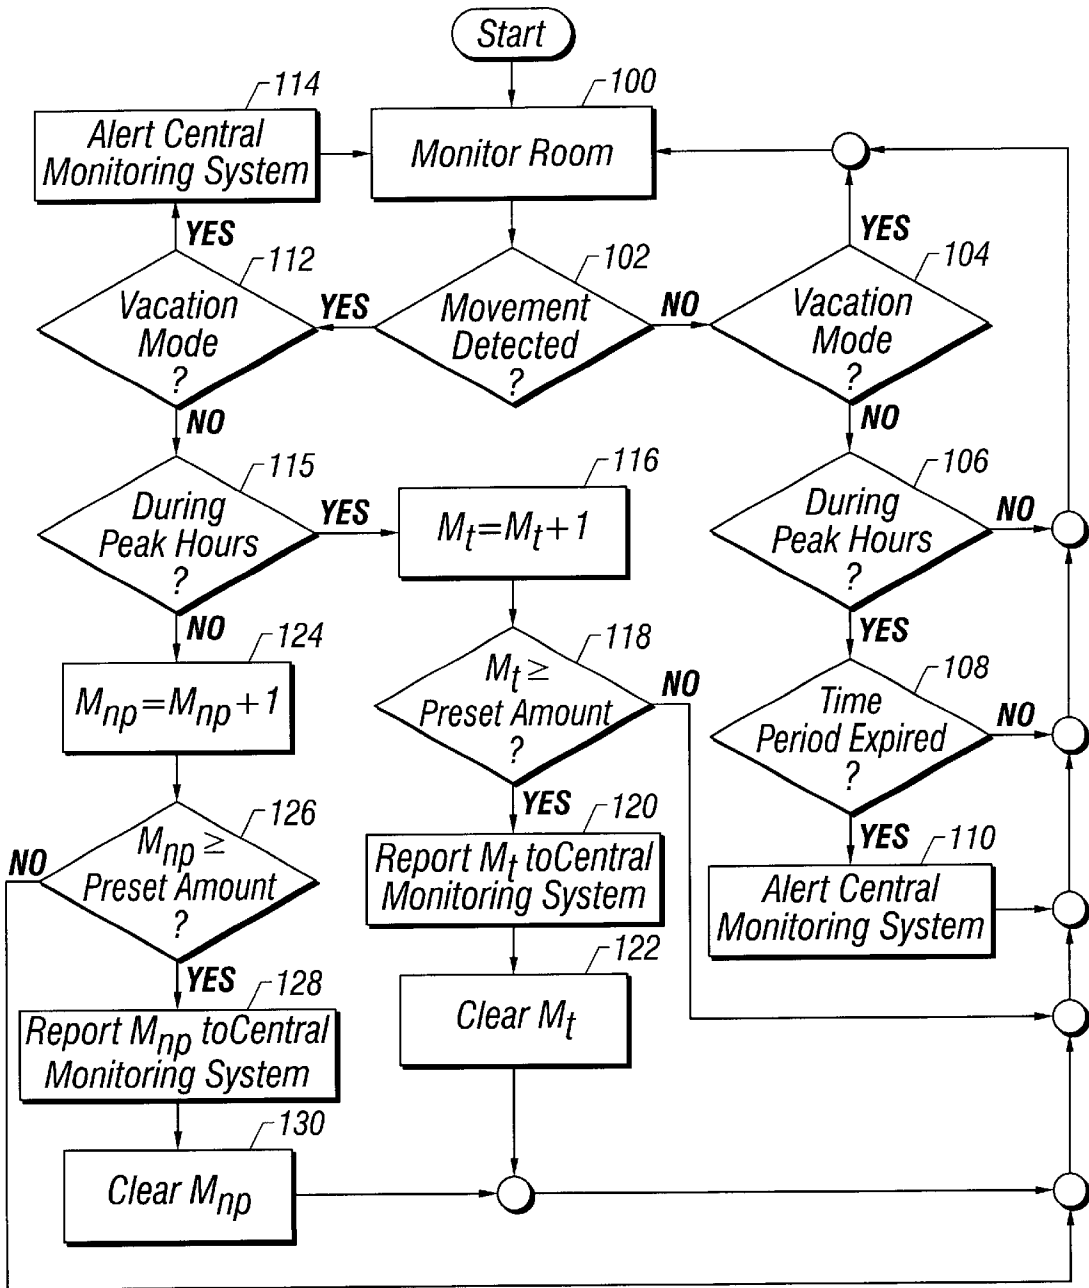 Start
114
100
Alert Central
Monitoring System
Monitor Room
YES
YES
112
102
104
Vacation
Mode
?
YES
Movement
Detected
?
NO
Vacation
Mode
?
NO
NO
115
116
106
During
Peak Hours
?
YES
Mt=Mt+1
During
Peak Hours
?
NO
NO
YES
124
118
108
Mnp=Mnp+1
Mt ≥
Preset Amount
?
NO
Time
Period Expired
?
NO
126
YES
120
YES
110
NO
Mnp ≥
Preset Amount
?
Report Mt toCentral
Monitoring System
Alert Central
Monitoring System
YES
122
128
Clear Mt
Report Mnp toCentral
Monitoring System
130
Clear Mnp